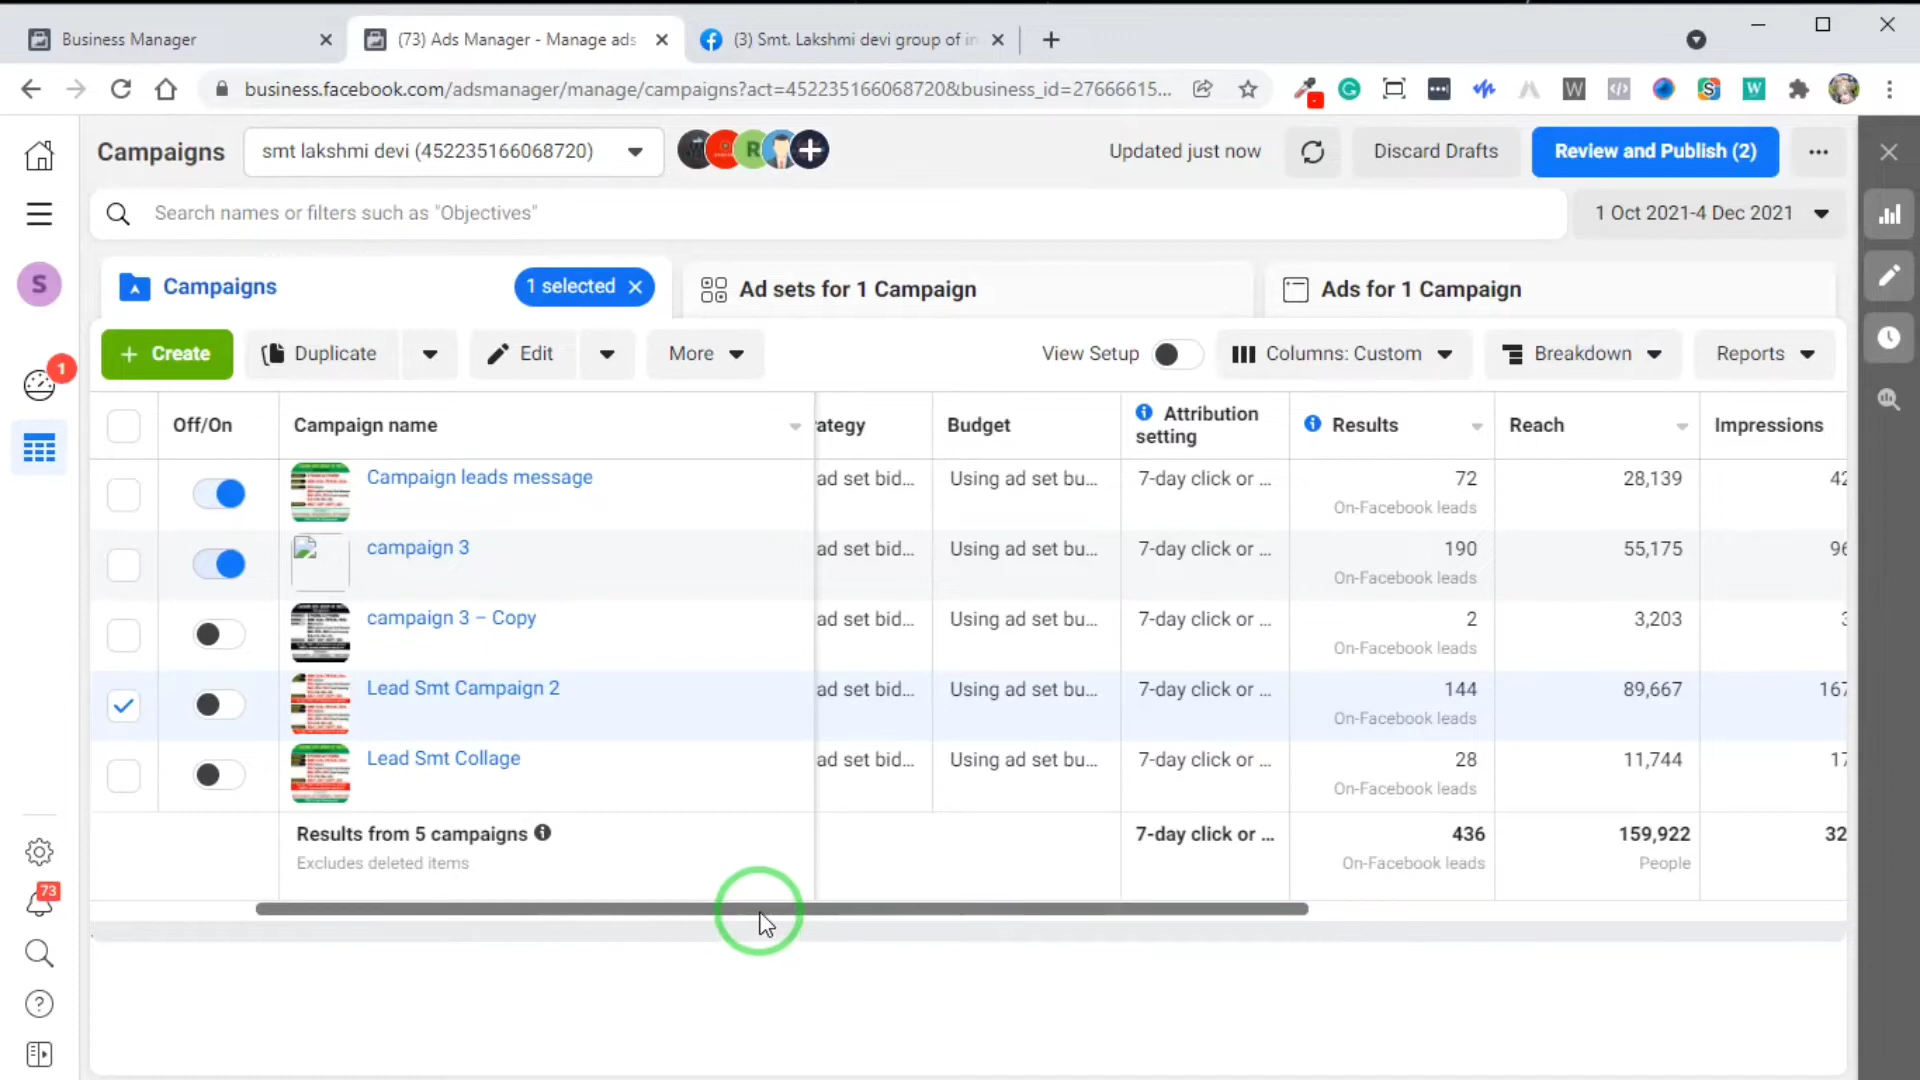 Business Manager
(73) Ads Manager - Manage ads
(3) Smt. Lakshmi devi group of in
business.facebook.com/adsmanager/manage/campaigns?act=452235166068720&business_id=27666615...
Campaigns
smt lakshmi devi (452235166068720)
R
Updated just now
Discard Drafts
Review and Publish (2)
Search names or filters such as "Objectives"
1 Oct 2021-4 Dec 2021
S
Campaigns
1 selected
Ad sets for 1 Campaign
Ads for 1 Campaign
1
Create
Duplicate
Edit
More
View Setup
Columns: Custom
Breakdown
Reports
Off/On
Campaign name
ategy
Budget
Attribution setting
Results
Reach
Impressions
Campaign leads message
ad set bid...
Using ad set bu...
7-day click or ...
72
28,139
42
On-Facebook leads
campaign 3
ad set bid...
Using ad set bu...
7-day click or ...
190
55,175
96
On-Facebook leads
campaign 3 – Copy
ad set bid...
Using ad set bu...
7-day click or ...
2
3,203
3
On-Facebook leads
Lead Smt Campaign 2
ad set bid...
Using ad set bu...
7-day click or ...
144
89,667
167
On-Facebook leads
Lead Smt Collage
ad set bid...
Using ad set bu...
7-day click or ...
28
11,744
17
On-Facebook leads
Results from 5 campaigns
7-day click or ...
436
159,922
32
Excludes deleted items
On-Facebook leads
People
73